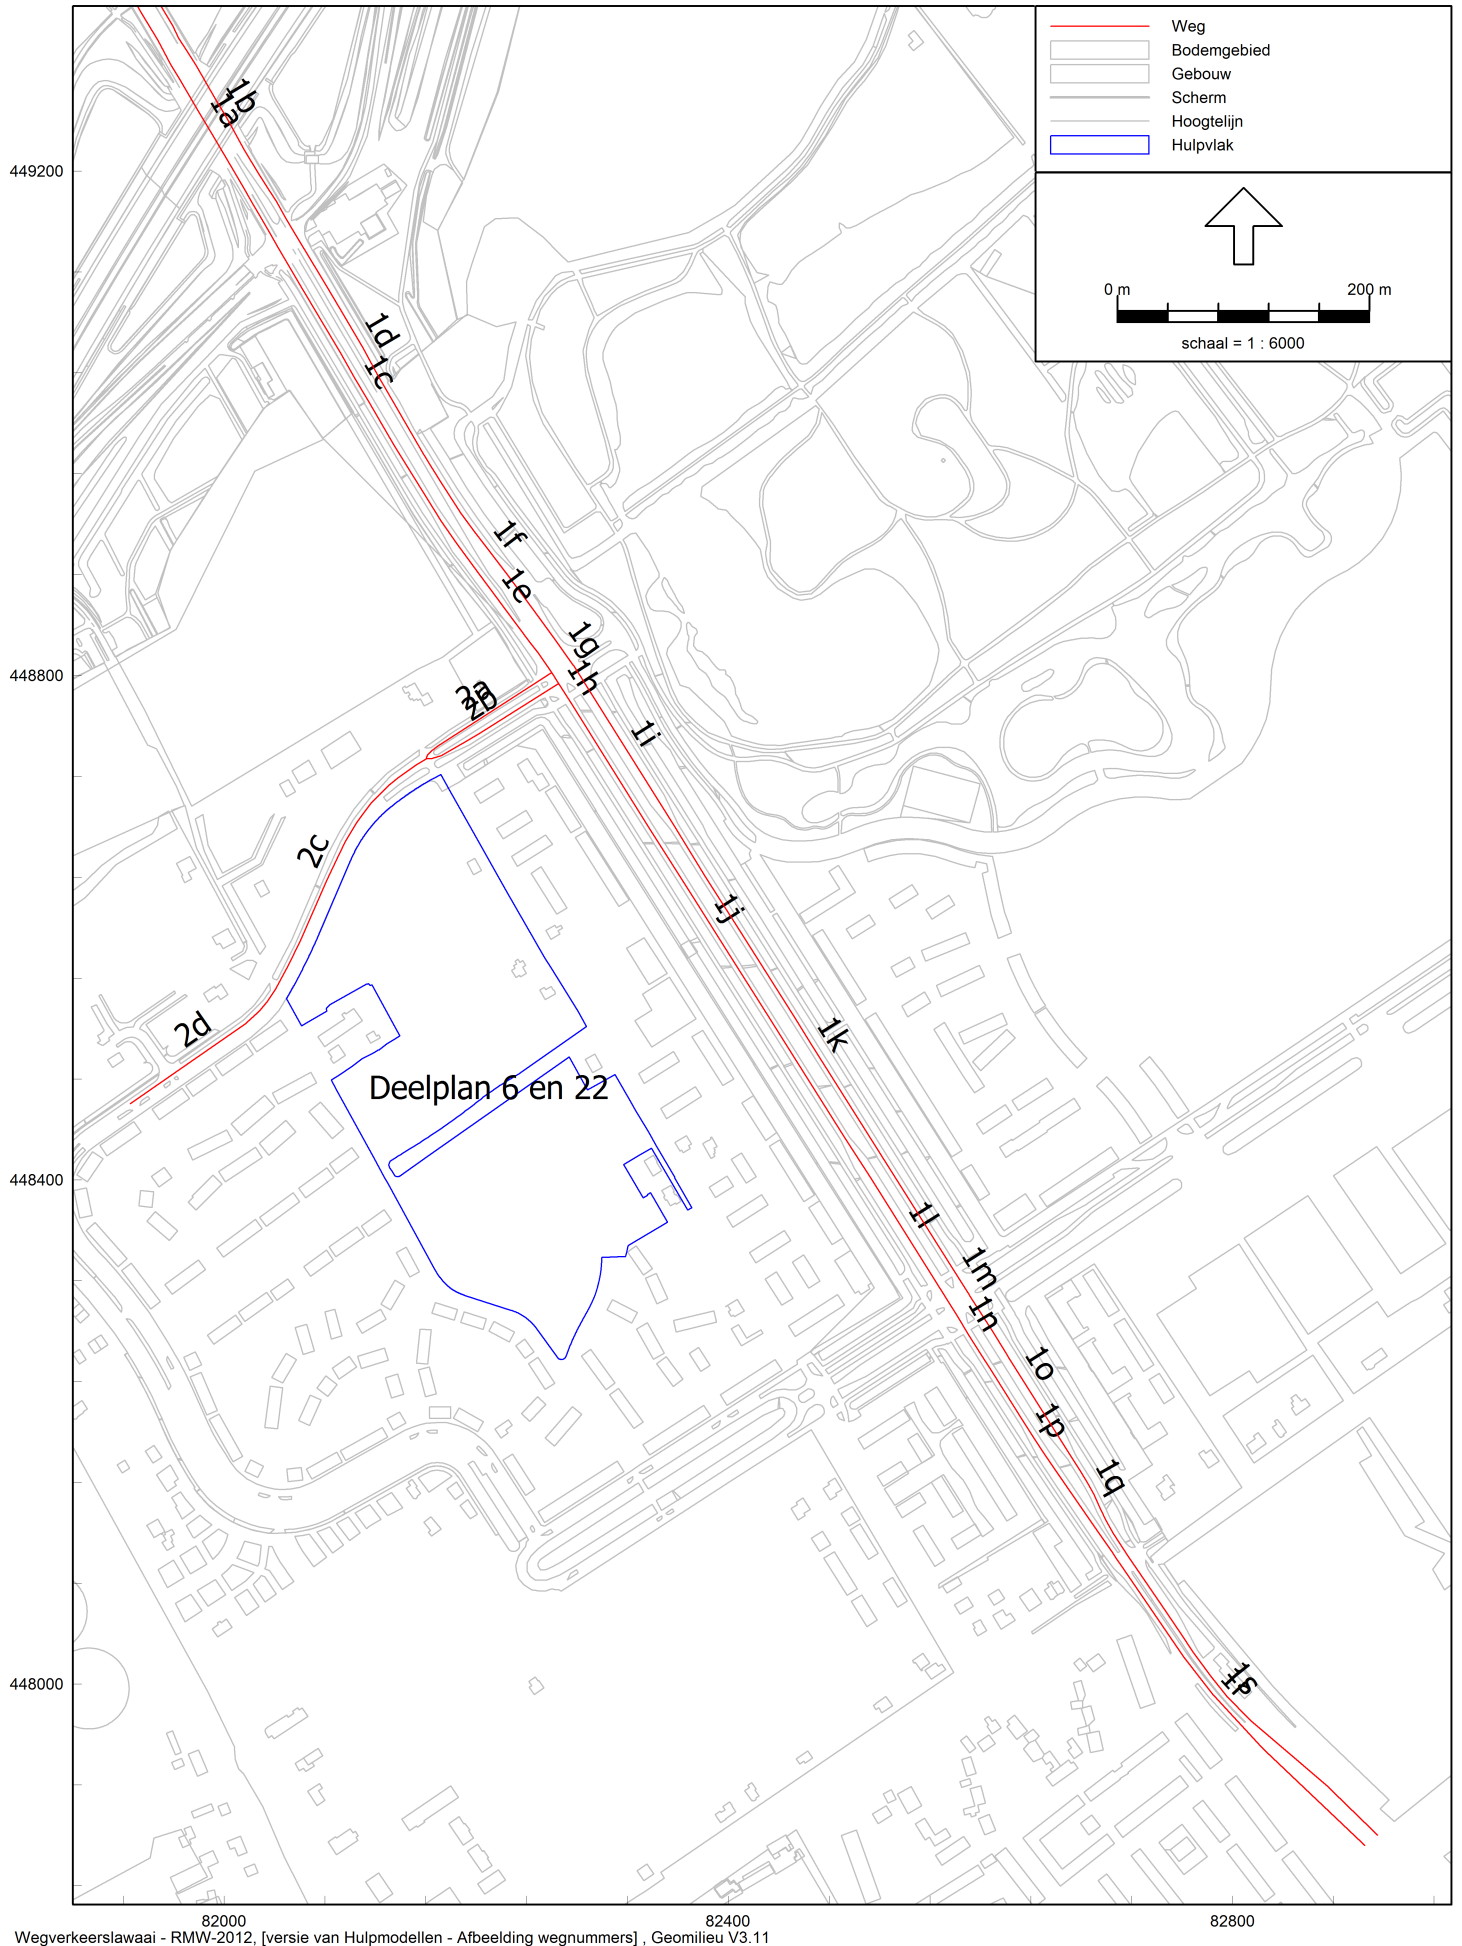 Weg
Bodemgebied
Gebouw
Scherm
Hoogtelijn
Hulpvlak
0 m 200 m
schaal = 1 : 6000
449200
448800
448400
448000
82000 82400 82800
1b
1a
1d
1c
1f
1e
1g
1h
1i
2a
2b
2c
1j
2d
1k
Deelplan 6 en 22
1l
1m
1n
1o
1p
1q
Wegverkeerslawaai - RMW-2012, [versie van Hulpmodellen - Afbeelding wegnummers] , Geomilieu V3.11